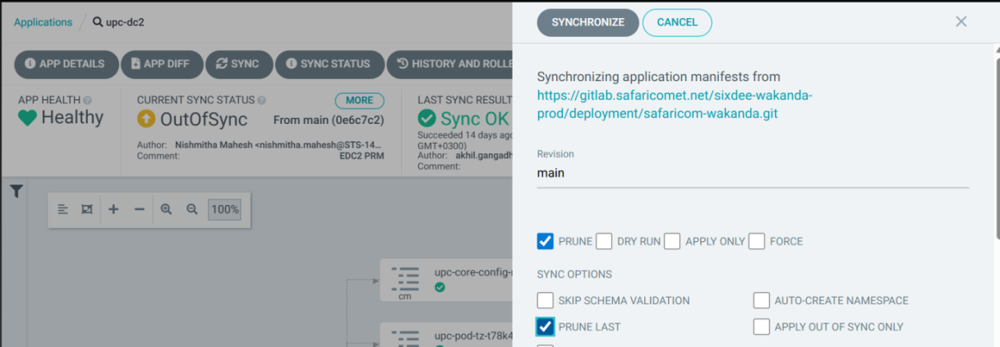 Applications / upc-dc2
APP DETAILS APP DIFF SYNC SYNC STATUS HISTORY AND ROLLE
APP HEALTH
Healthy
CURRENT SYNC STATUS MORE
OutOfSync From main (0e6c7c2)
Author: Nishmitha Mahesh <nishmitha.mahesh@STS-14...
Comment: EDC2 PRM
LAST SYNC RESULT
Sync OK
Succeeded 14 days ago
GMT+0300)
Author: akhil.gangadh
Comment:
100%
upc-core-config-
cm
upc-pod-tz-t78k4
SYNCHRONIZE CANCEL
Synchronizing application manifests from
https://gitlab.safaricomet.net/sixdee-wakanda-
prod/deployment/safaricom-wakanda.git
Revision
main
PRUNE DRY RUN APPLY ONLY FORCE
SYNC OPTIONS
SKIP SCHEMA VALIDATION AUTO-CREATE NAMESPACE
PRUNE LAST APPLY OUT OF SYNC ONLY